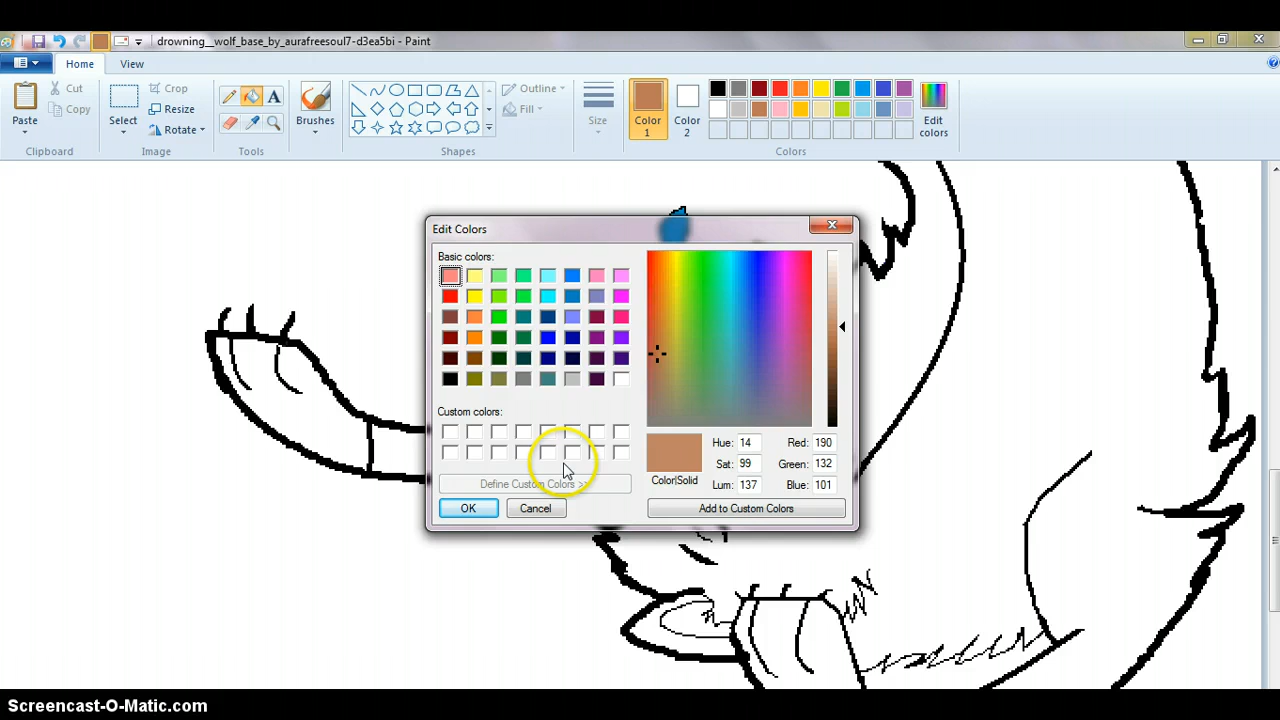 drowning__wolf_base_by_aurafreesoul7-d3ea5bi - Paint
Home View
Paste
Cut
Copy
Clipboard
Select
Crop
Resize
Rotate
Image
A
Tools
Brushes
Outline
Fill
Shapes
Size
Color 1
Color 2
Edit colors
Colors
Edit Colors
Basic colors:
Custom colors:
Define Custom Colors >>
OK Cancel
Color|Solid
Hue: 14 Red: 190
Sat: 99 Green: 132
Lum: 137 Blue: 101
Add to Custom Colors
Screencast-O-Matic.com